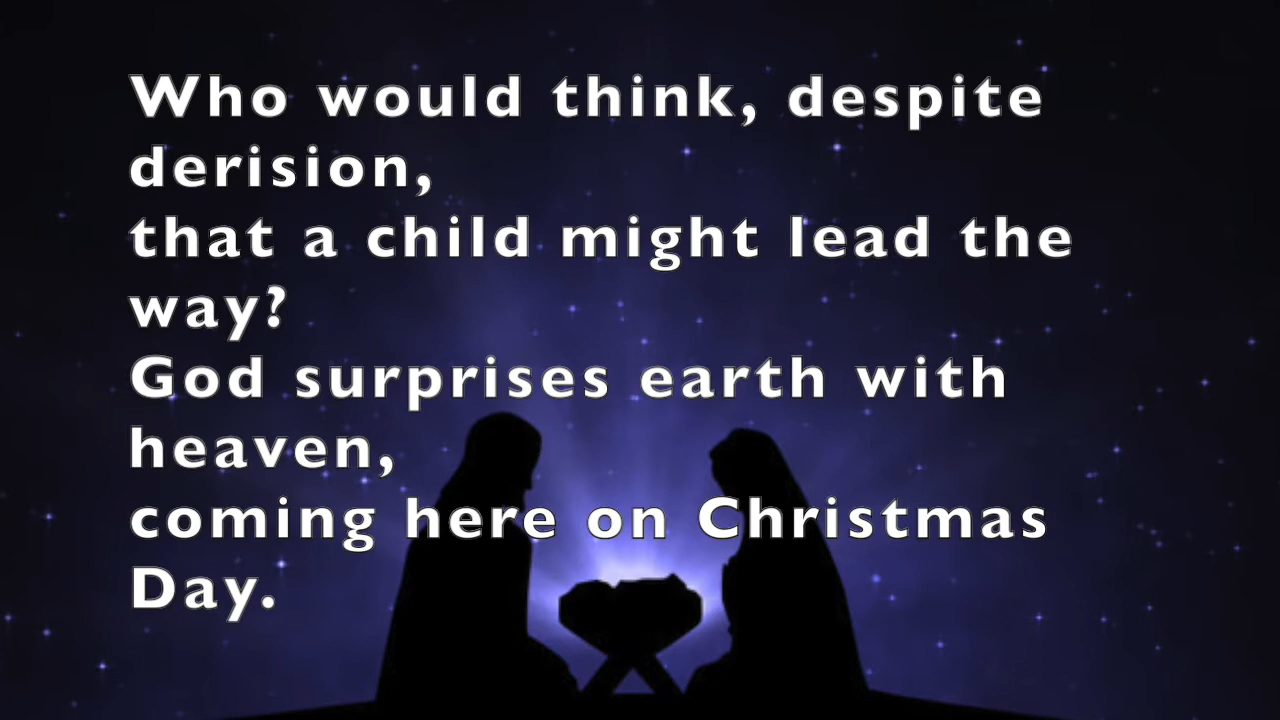 Who would think, despite
derision,
that a child might lead the
way?
God surprises earth with
heaven,
coming here on Christmas
Day.